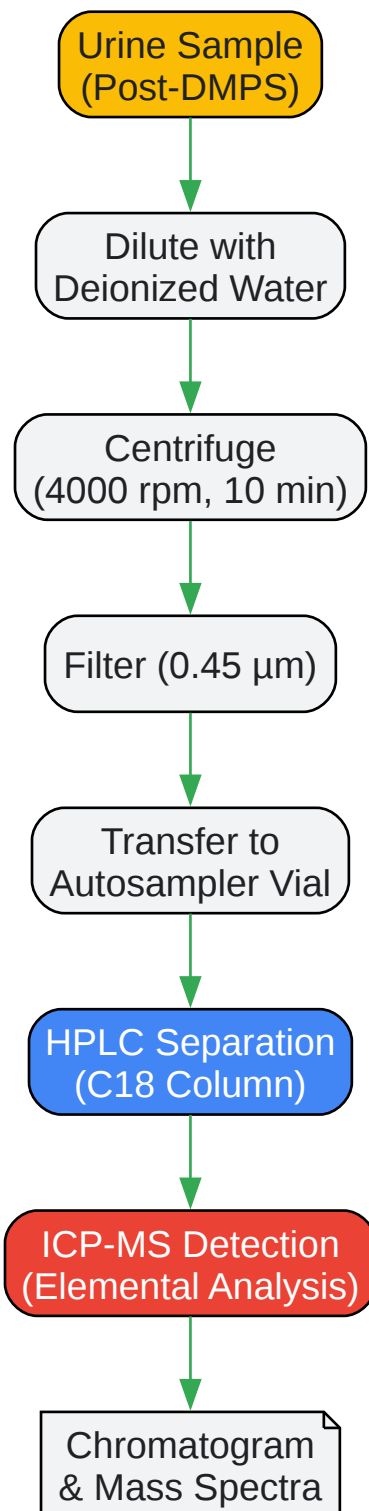 Urine Sample
(Post-DMPS)
Dilute with
Deionized Water
Centrifuge
(4000 rpm, 10 min)
Filter (0.45 µm)
Transfer to
Autosampler Vial
HPLC Separation
(C18 Column)
ICP-MS Detection
(Elemental Analysis)
Chromatogram
& Mass Spectra